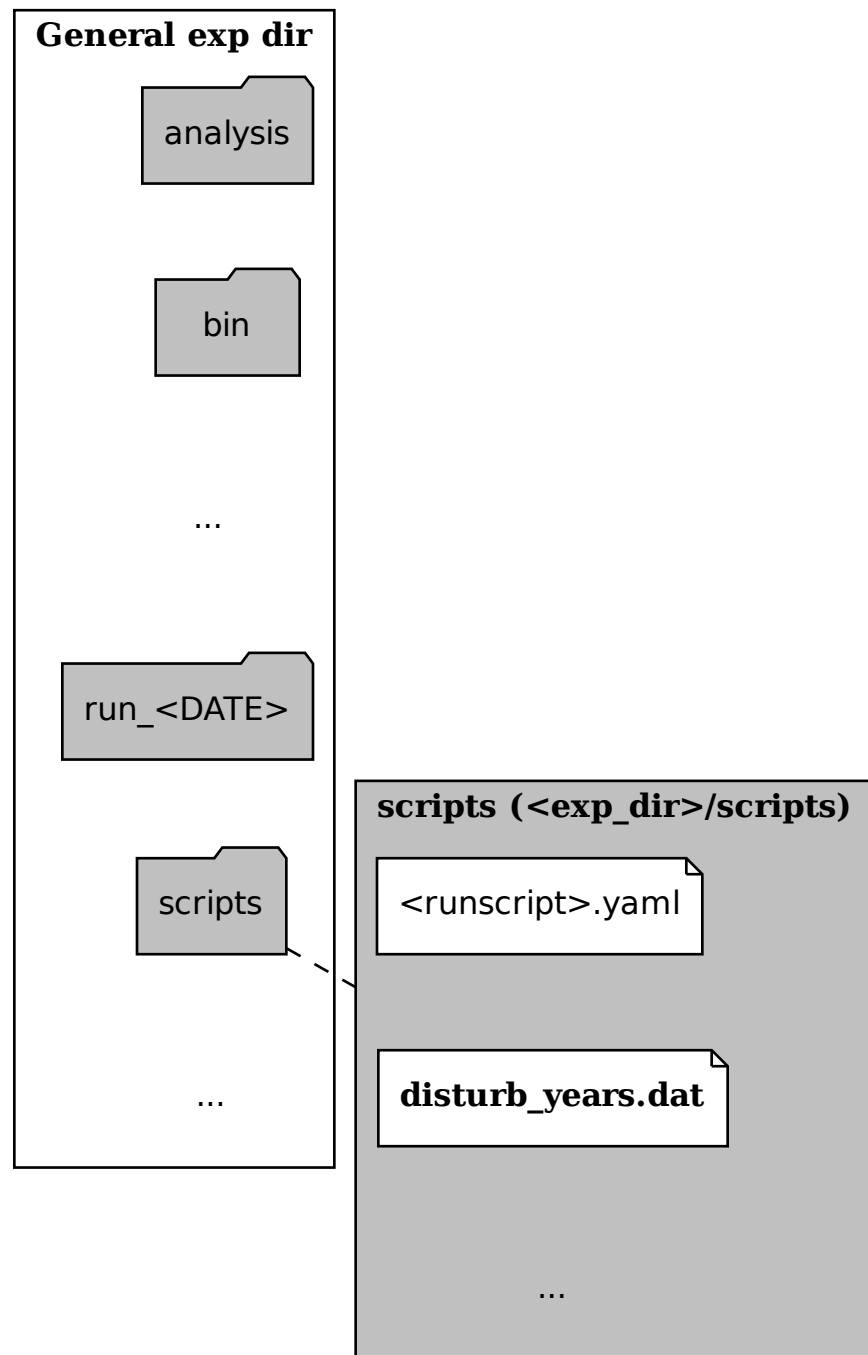 General exp dir
analysis
bin
...
run_<DATE>
scripts
...
scripts (<exp_dir>/scripts)
<runscript>.yaml
disturb_years.dat
...